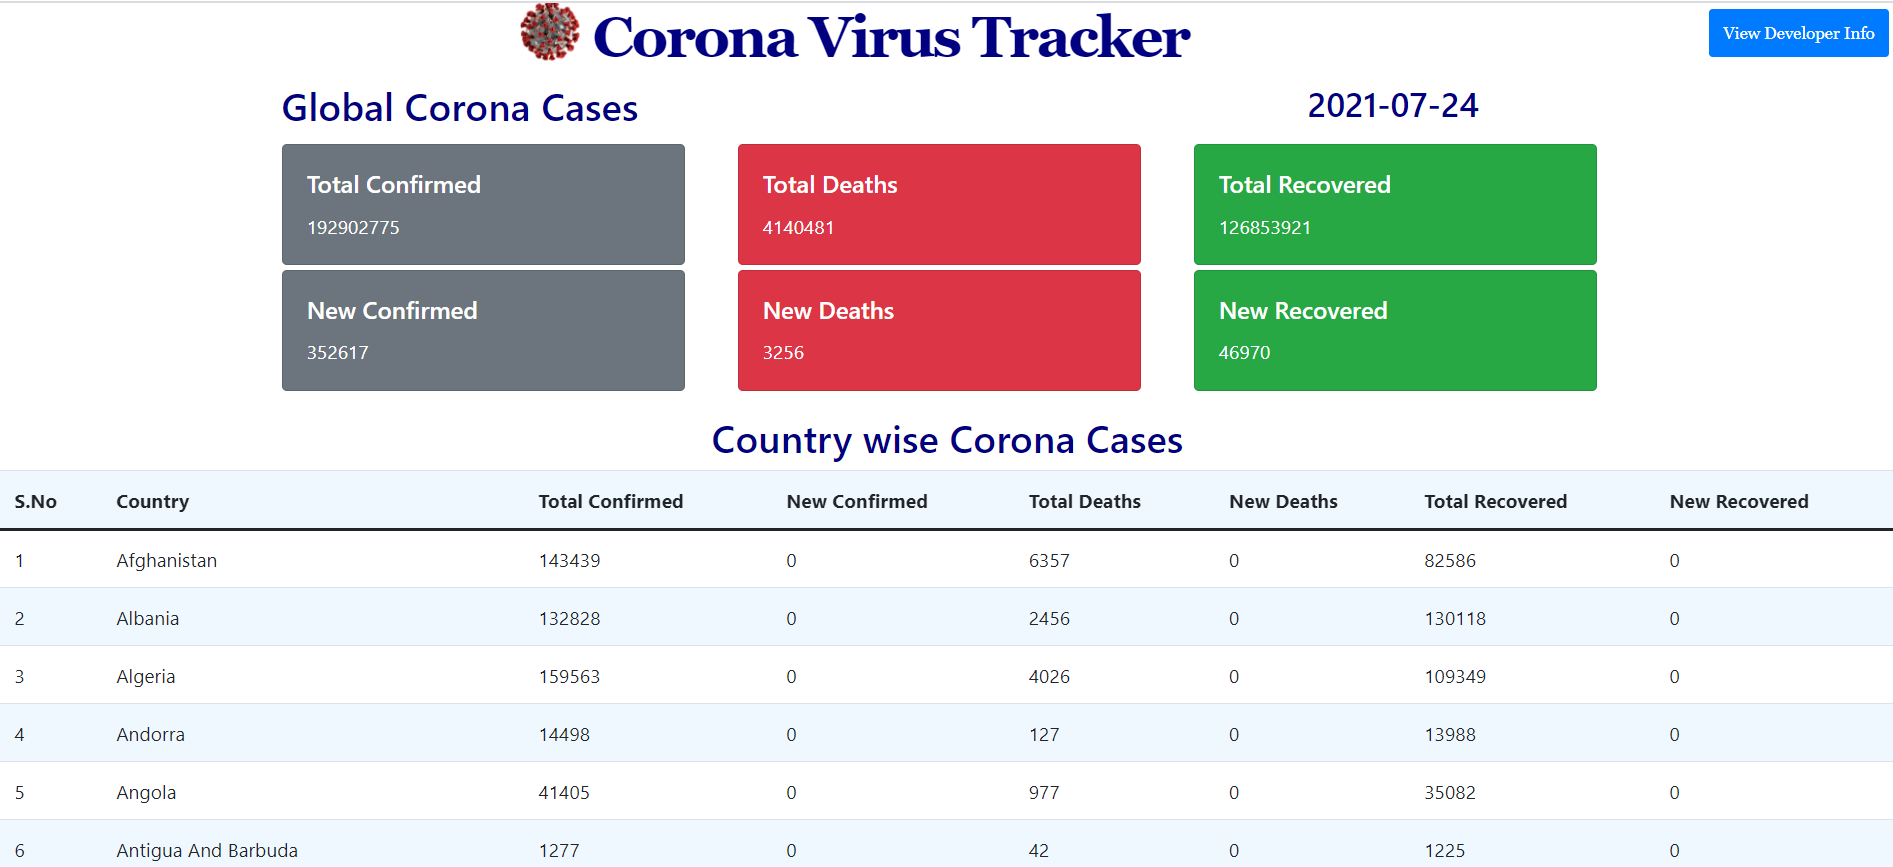 Corona Virus Tracker
View Developer Info
Global Corona Cases
2021-07-24
Total Confirmed
192902775
Total Deaths
4140481
Total Recovered
126853921
New Confirmed
352617
New Deaths
3256
New Recovered
46970
Country wise Corona Cases
S.No Country Total Confirmed New Confirmed Total Deaths New Deaths Total Recovered New Recovered
1 Afghanistan 143439 0 6357 0 82586 0
2 Albania 132828 0 2456 0 130118 0
3 Algeria 159563 0 4026 0 109349 0
4 Andorra 14498 0 127 0 13988 0
5 Angola 41405 0 977 0 35082 0
6 Antigua And Barbuda 1277 0 42 0 1225 0